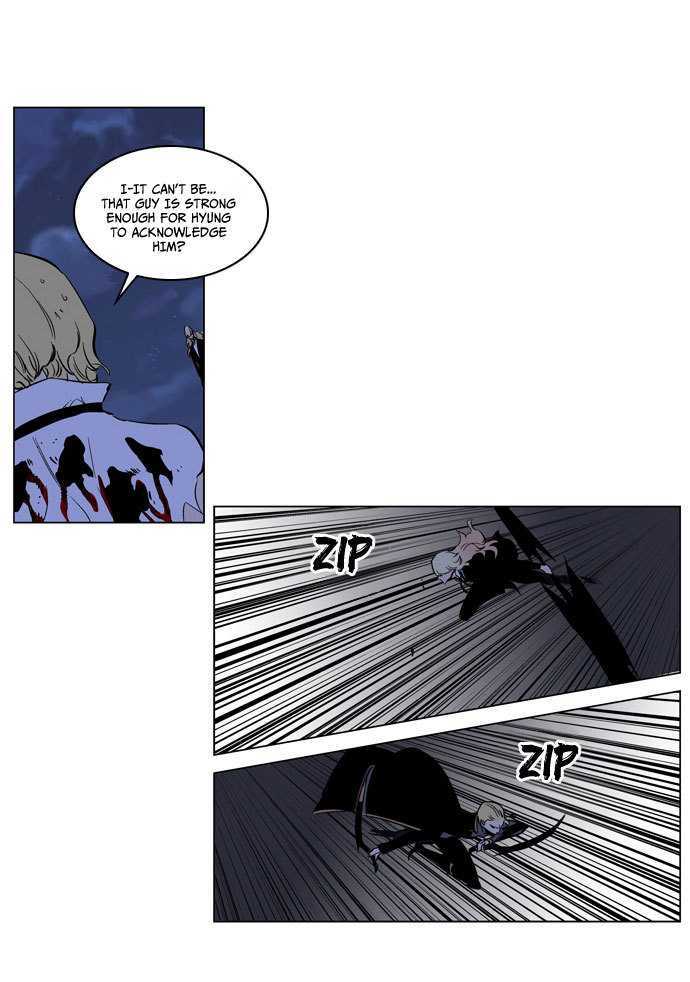 I-IT CAN'T BE...
THAT GUY IS STRONG
ENOUGH FOR HYUNG
TO ACKNOWLEDGE
HIM?
ZIP
ZIP